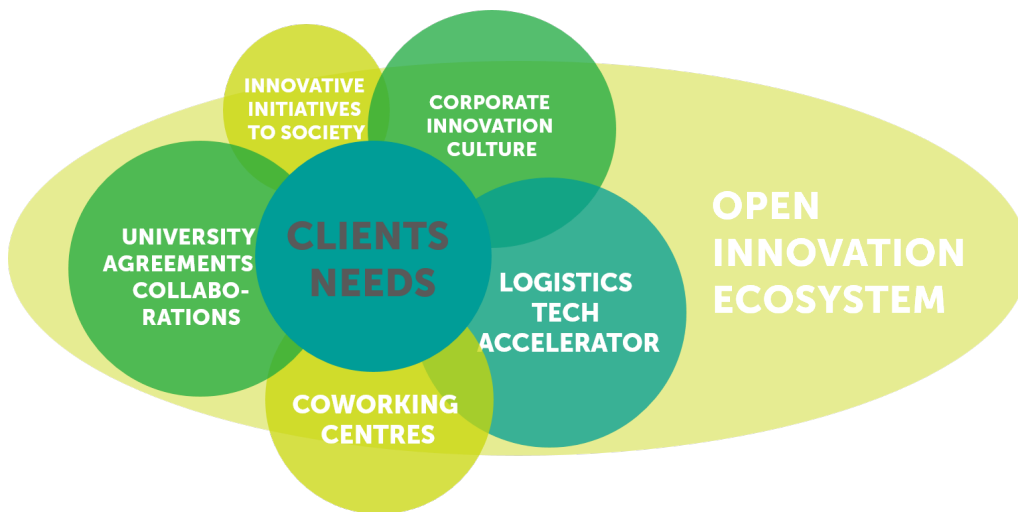 INNOVATIVE
INITIATIVES
TO SOCIETY
CORPORATE
INNOVATION
CULTURE
UNIVERSITY
AGREEMENTS
COLLABO-
RATIONS
CLIENTS
NEEDS
LOGISTICS
TECH
ACCELERATOR
COWORKING
CENTRES
OPEN
INNOVATION
ECOSYSTEM